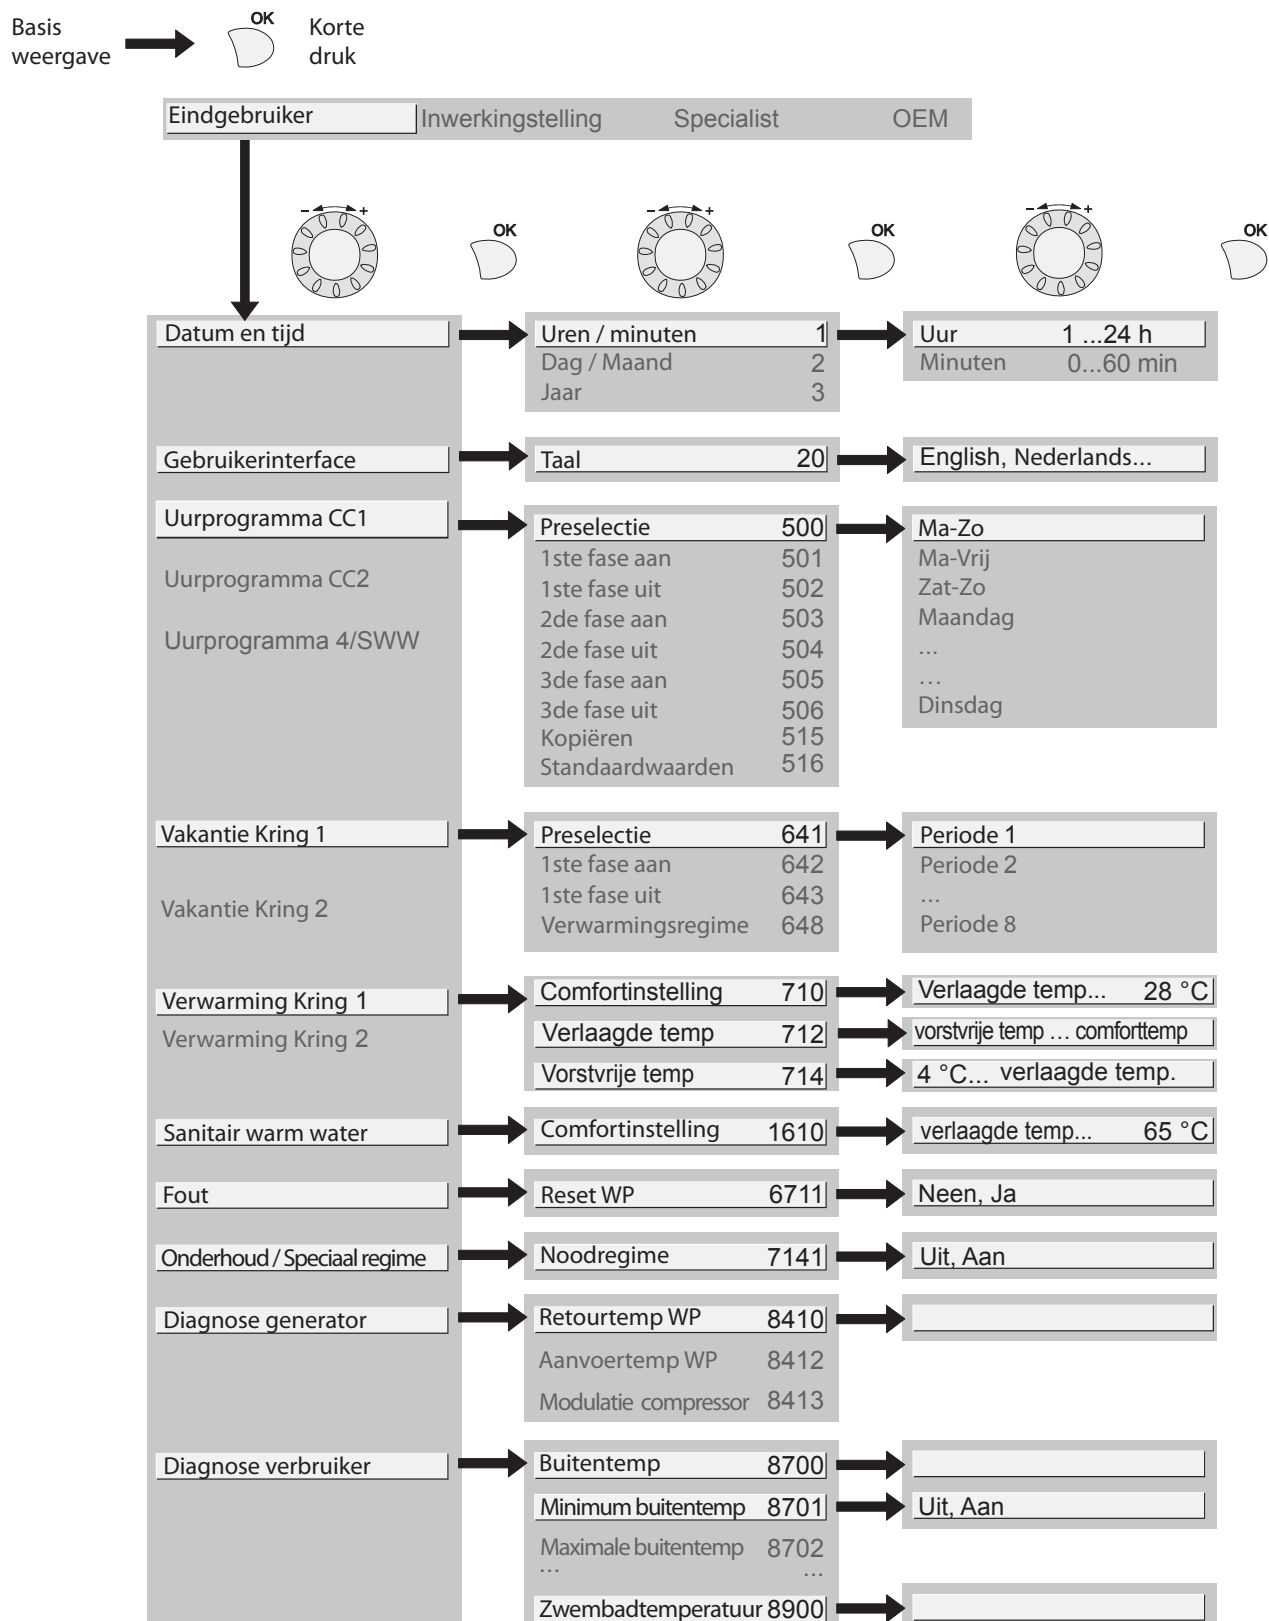 Basis weergave
OK
Korte druk
Eindgebruiker Inwerkingstelling Specialist OEM
- + OK - + OK - + OK
Datum en tijd Uren / minuten 1 Uur 1 ...24 h
Dag / Maand 2 Minuten 0...60 min
Jaar 3
Gebruikerinterface Taal 20 English, Nederlands...
Uurprogramma CC1 Preselectie 500 Ma-Zo
1ste fase aan 501 Ma-Vrij
Uurprogramma CC2 1ste fase uit 502 Zat-Zo
2de fase aan 503 Maandag
Uurprogramma 4/SWW 2de fase uit 504 ...
3de fase aan 505 ...
3de fase uit 506 Dinsdag
Kopiëren 515
Standaardwaarden 516
Vakantie Kring 1 Preselectie 641 Periode 1
1ste fase aan 642 Periode 2
Vakantie Kring 2 1ste fase uit 643 ...
Verwarmingsregime 648 Periode 8
Verwarming Kring 1 Comfortinstelling 710 Verlaagde temp... 28 °C
Verwarming Kring 2 Verlaagde temp 712 vorstvrije temp ... comforttemp
Vorstvrije temp 714 4 °C... verlaagde temp.
Sanitair warm water Comfortinstelling 1610 verlaagde temp... 65 °C
Fout Reset WP 6711 Neen, Ja
Onderhoud / Speciaal regime Noodregime 7141 Uit, Aan
Diagnose generator Retourtemp WP 8410
Aanvoertemp WP 8412
Modulatie compressor 8413
Diagnose verbruiker Buitentemp 8700
Minimum buitentemp 8701 Uit, Aan
Maximale buitentemp 8702
... ...
Zwembadtemperatuur 8900